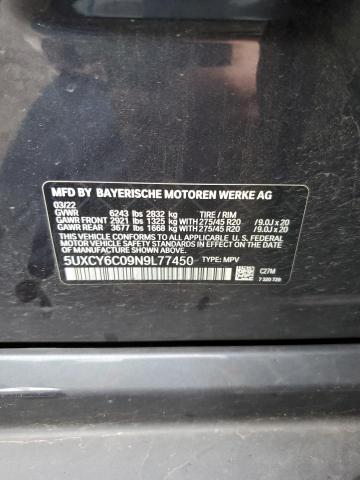 MFD BY BAYERISCHE MOTOREN WERKE AG
03/22
GVWR 6243 lbs 2832 kg TIRE / RIM
GAWR FRONT 2921 lbs 1325 kg WITH 275/45 R20 / 9.0J x 20
GAWR REAR 3677 lbs 1668 kg WITH 275/45 R20 / 9.0J x 20
THIS VEHICLE CONFORMS TO ALL APPLICABLE
U.S. FEDERAL MOTOR VEHICLE SAFETY STANDARDS
IN EFFECT ON THE DATE OF MANUFACTURE SHOWN ABOVE.
5UXCY6C09N9L77450 TYPE: MPV
C27M